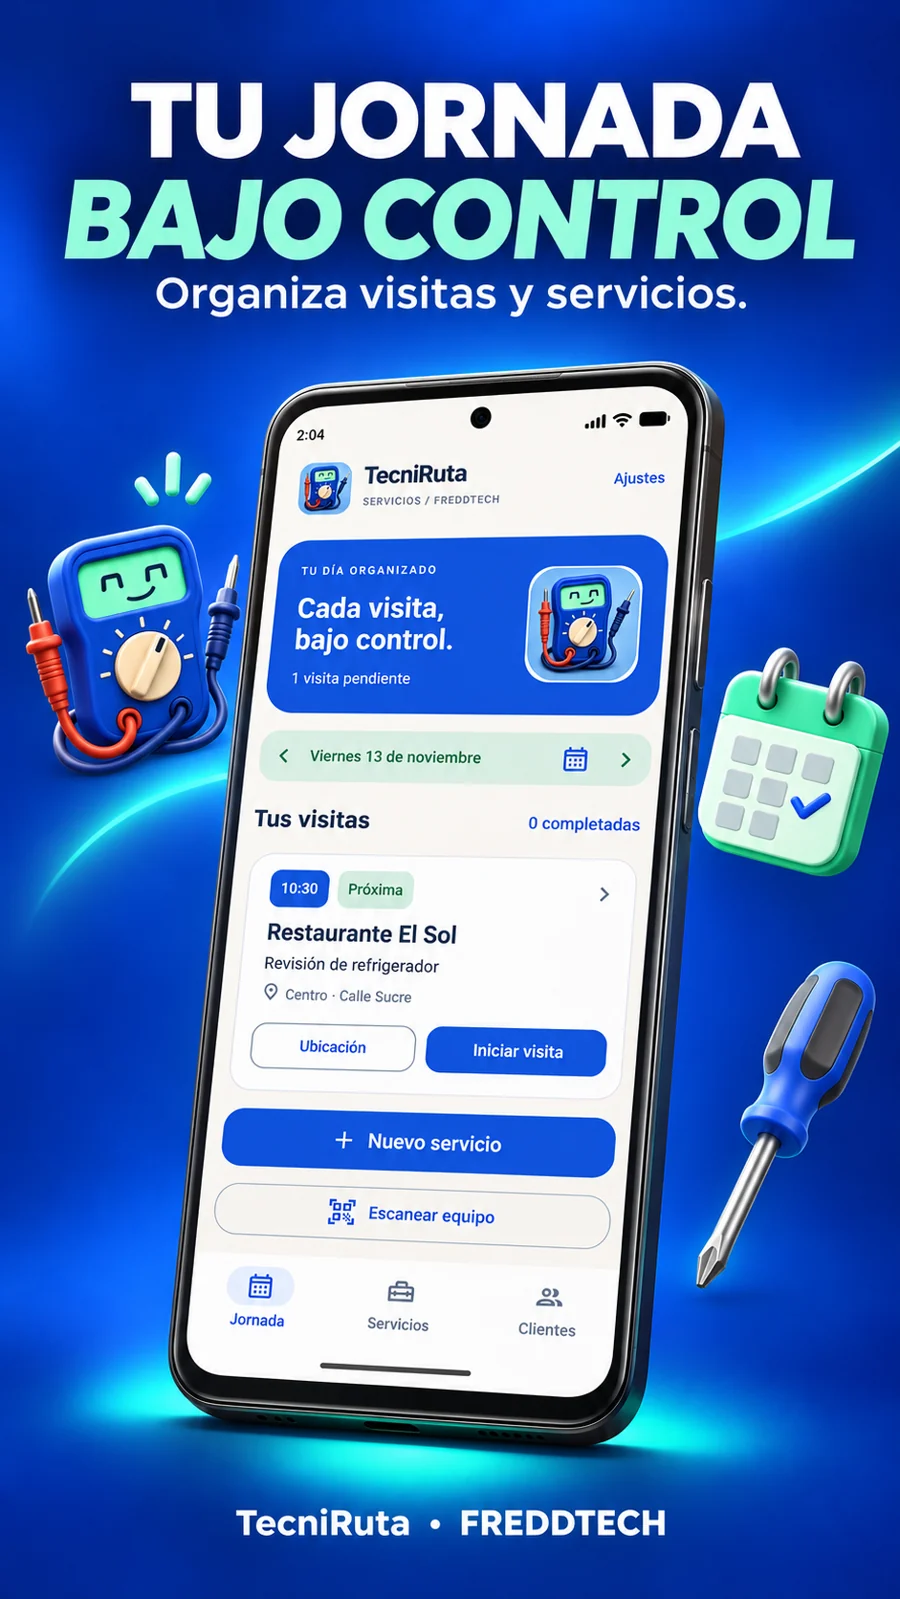 TU JORNADA
BAJO CONTROL
Organiza visitas y servicios.
2:04
TecniRuta
SERVICIOS / FREDDTECH
Ajustes
TU DÍA ORGANIZADO
Cada visita,
bajo control.
1 visita pendiente
Viernes 13 de noviembre
Tus visitas
0 completadas
10:30
Próxima
Restaurante El Sol
Revisión de refrigerador
Centro · Calle Sucre
Ubicación
Iniciar visita
+ Nuevo servicio
Escanear equipo
Jornada
Servicios
Clientes
TecniRuta • FREDDTECH